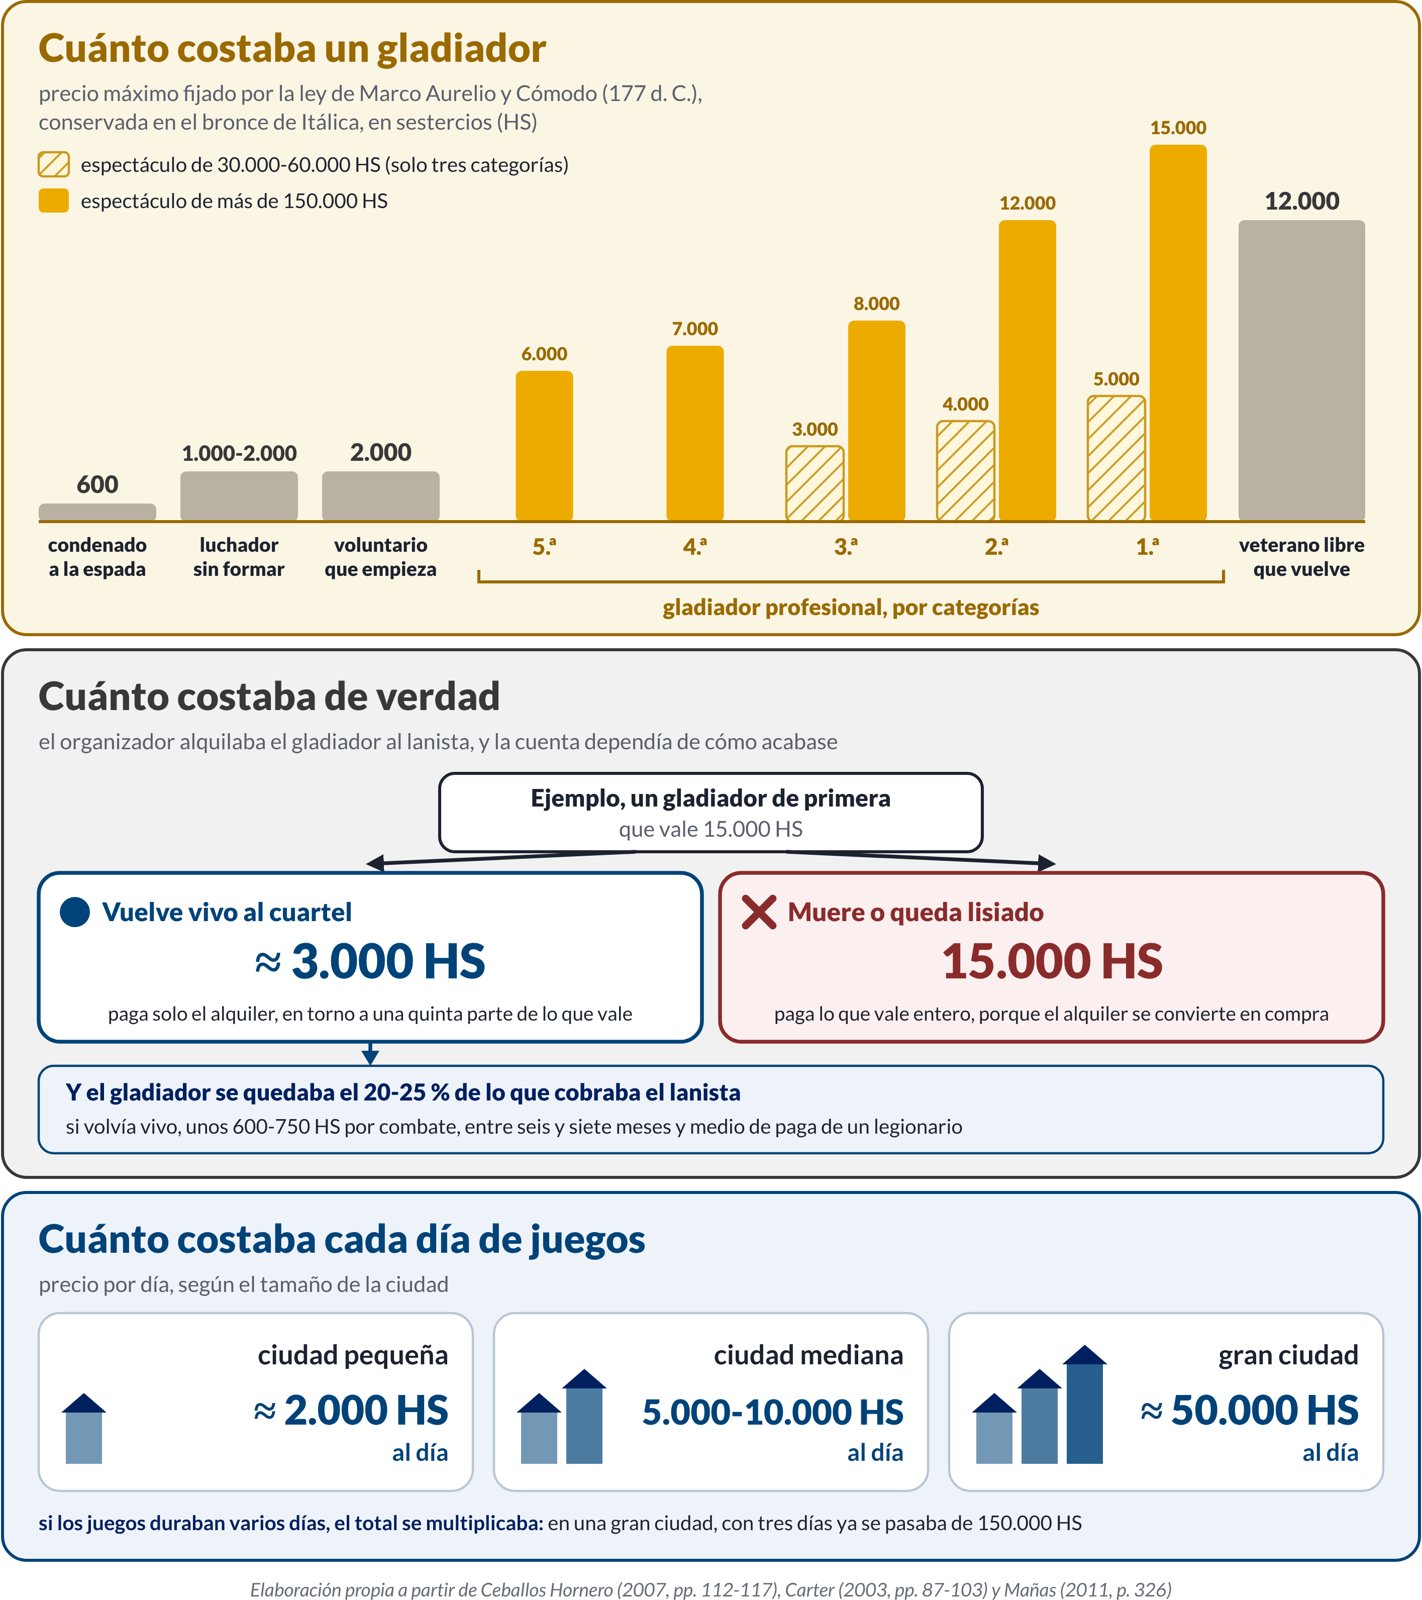 Cuánto costaba un gladiador
precio máximo fijado por la ley de Marco Aurelio y Cómodo (177 d. C.),
conservada en el bronce de Itálica, en sestercios (HS)
espectáculo de 30.000-60.000 HS (solo tres categorías)
espectáculo de más de 150.000 HS
600
1.000-2.000
2.000
6.000
7.000
3.000
8.000
4.000
12.000
5.000
15.000
12.000
condenado
a la espada
luchador
sin formar
voluntario
que empieza
5.ª
4.ª
3.ª
2.ª
1.ª
veterano libre
que vuelve
gladiador profesional, por categorías
Cuánto costaba de verdad
el organizador alquilaba el gladiador al lanista, y la cuenta dependía de cómo acabase
Ejemplo, un gladiador de primera
que vale 15.000 HS
Vuelve vivo al cuartel
≈ 3.000 HS
paga solo el alquiler, en torno a una quinta parte de lo que vale
Muere o queda lisiado
15.000 HS
paga lo que vale entero, porque el alquiler se convierte en compra
Y el gladiador se quedaba el 20-25 % de lo que cobraba el lanista
si volvía vivo, unos 600-750 HS por combate, entre seis y siete meses y medio de paga de un legionario
Cuánto costaba cada día de juegos
precio por día, según el tamaño de la ciudad
ciudad pequeña
≈ 2.000 HS
al día
ciudad mediana
5.000-10.000 HS
al día
gran ciudad
≈ 50.000 HS
al día
si los juegos duraban varios días, el total se multiplicaba: en una gran ciudad, con tres días ya se pasaba de 150.000 HS
Elaboración propia a partir de Ceballos Hornero (2007, pp. 112-117), Carter (2003, pp. 87-103) y Mañas (2011, p. 326)